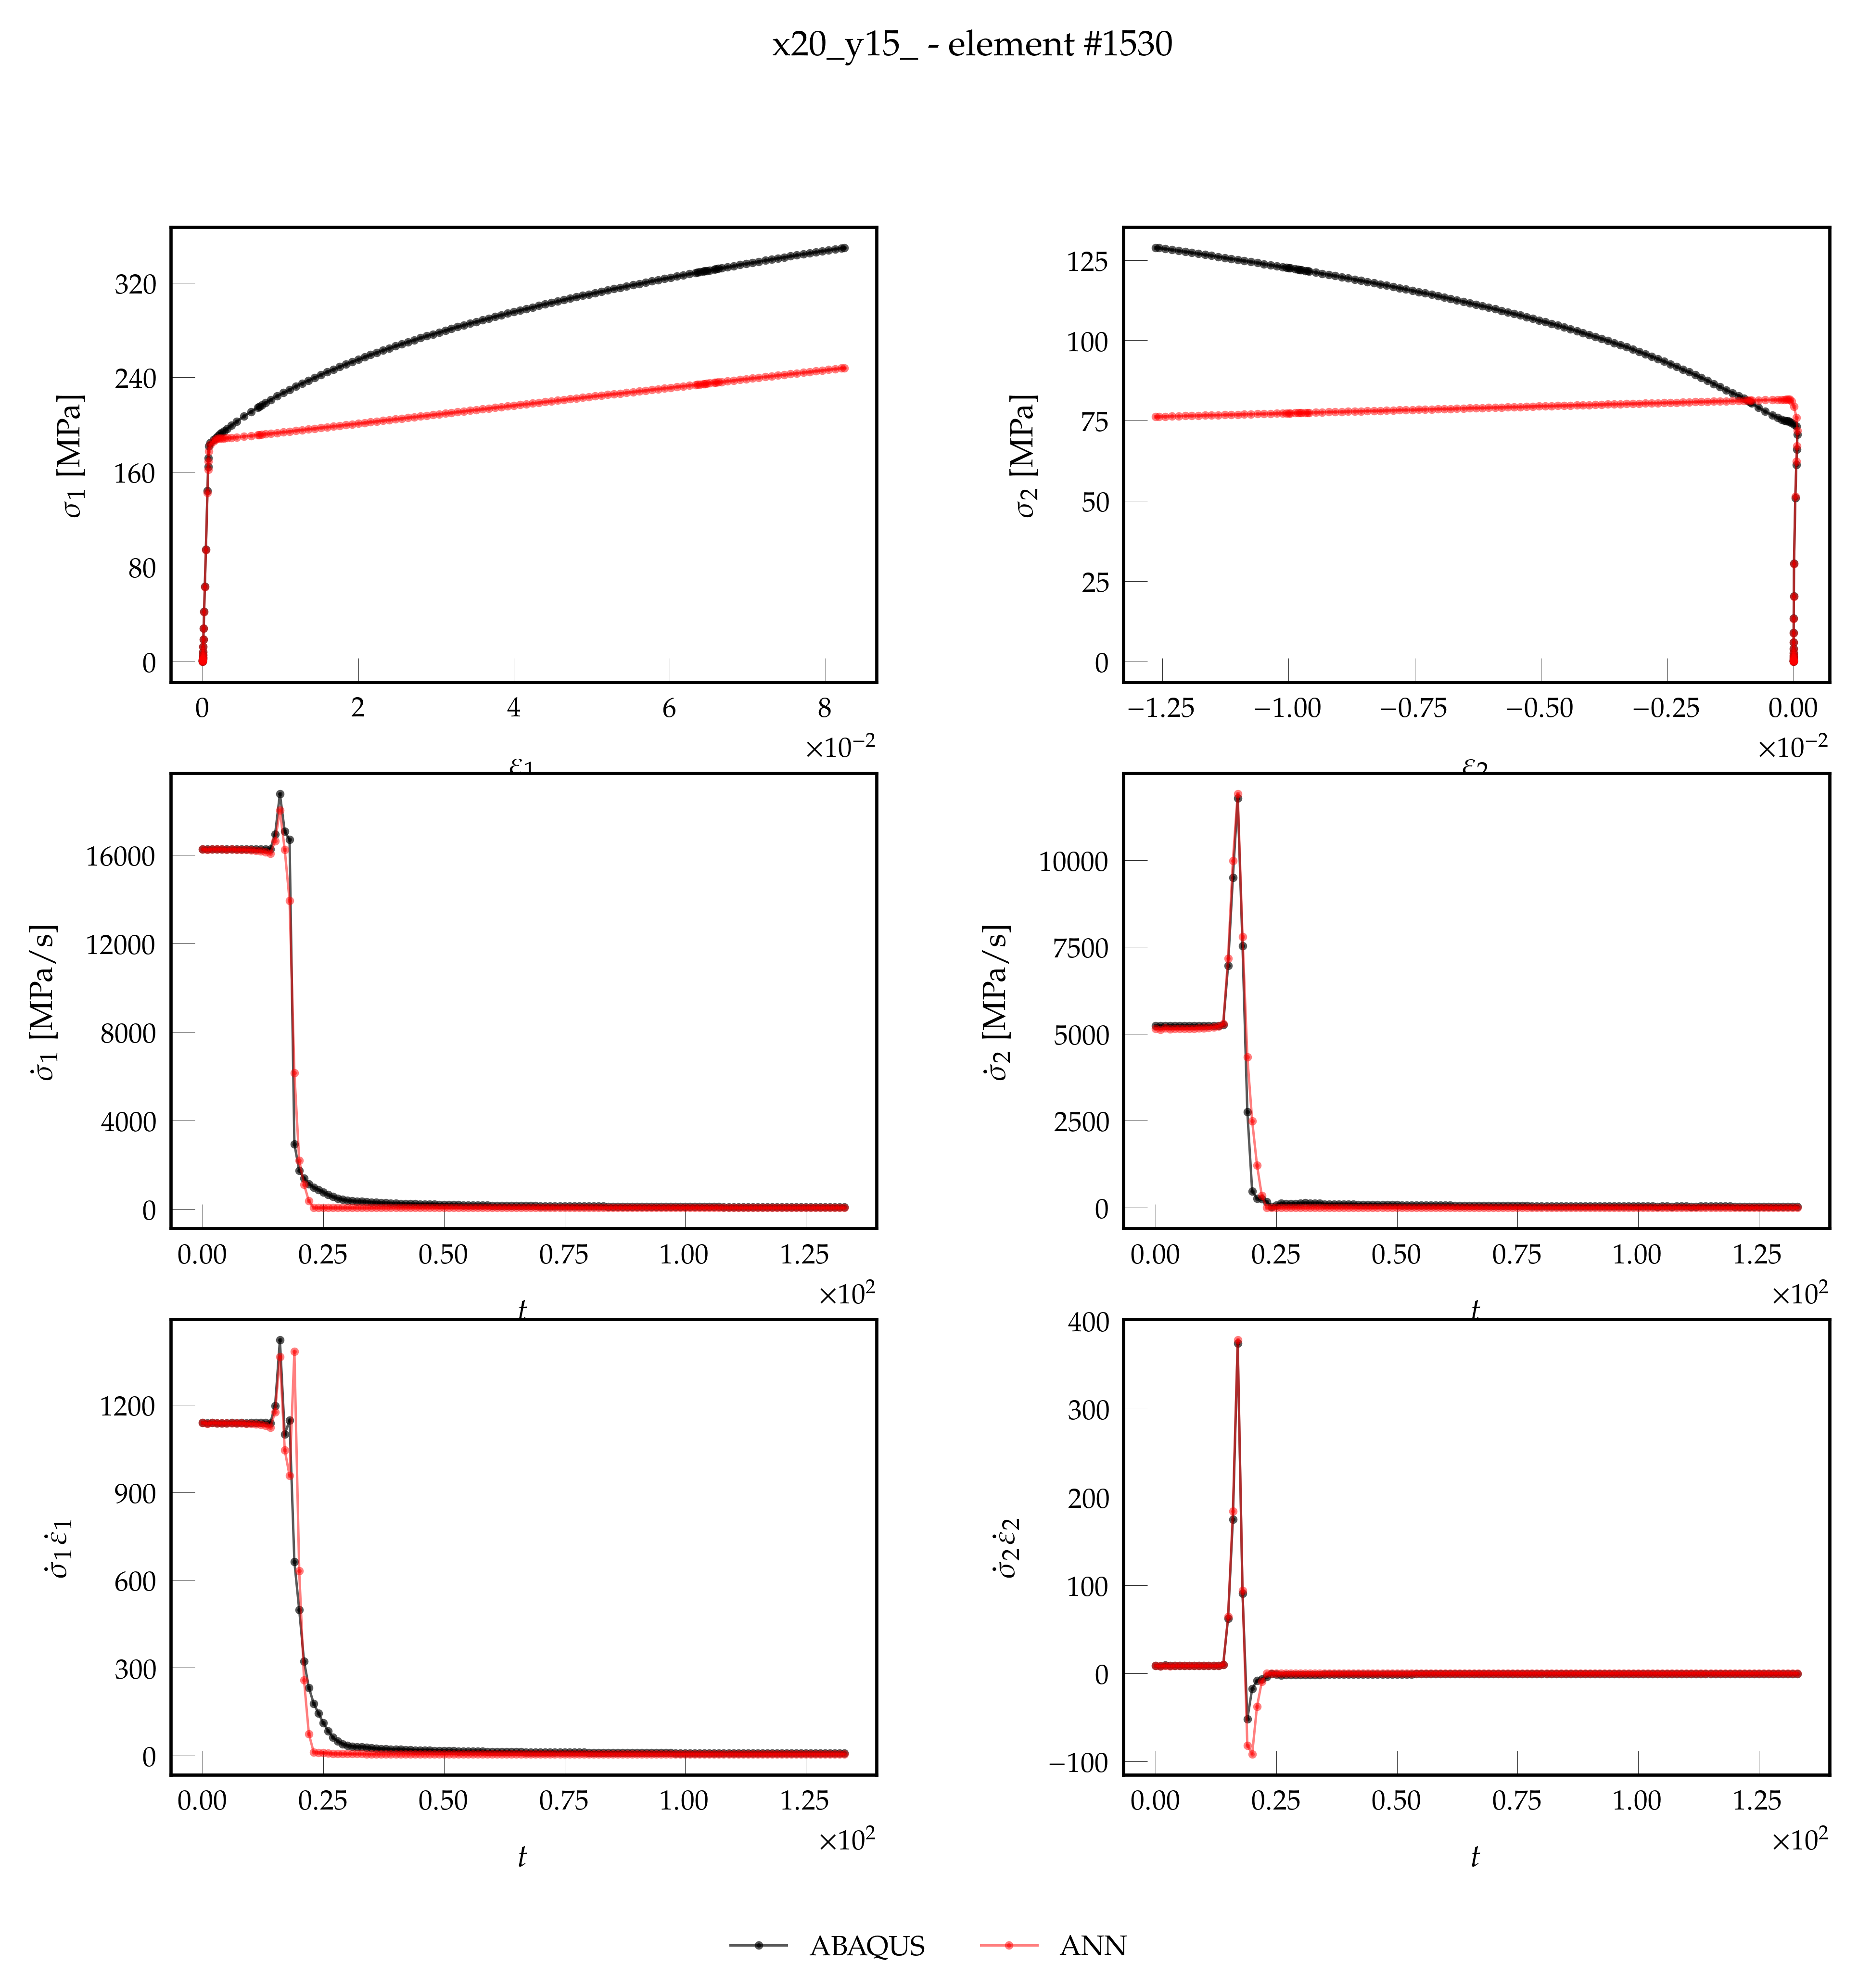 x20_y15_ - element #1530
σ1 [MPa]
320
240
160
80
0
0 2 4 6 8
×10−2
ε1
σ2 [MPa]
125
100
75
50
25
0
−1.25 −1.00 −0.75 −0.50 −0.25 0.00
×10−2
ε2
σ̇1 [MPa/s]
16000
12000
8000
4000
0
0.00 0.25 0.50 0.75 1.00 1.25
×10²
t
σ̇2 [MPa/s]
10000
7500
5000
2500
0
0.00 0.25 0.50 0.75 1.00 1.25
×10²
t
σ̇1ε̇1
1200
900
600
300
0
0.00 0.25 0.50 0.75 1.00 1.25
×10²
t
σ̇2ε̇2
400
300
200
100
0
−100
0.00 0.25 0.50 0.75 1.00 1.25
×10²
t
ABAQUS ANN